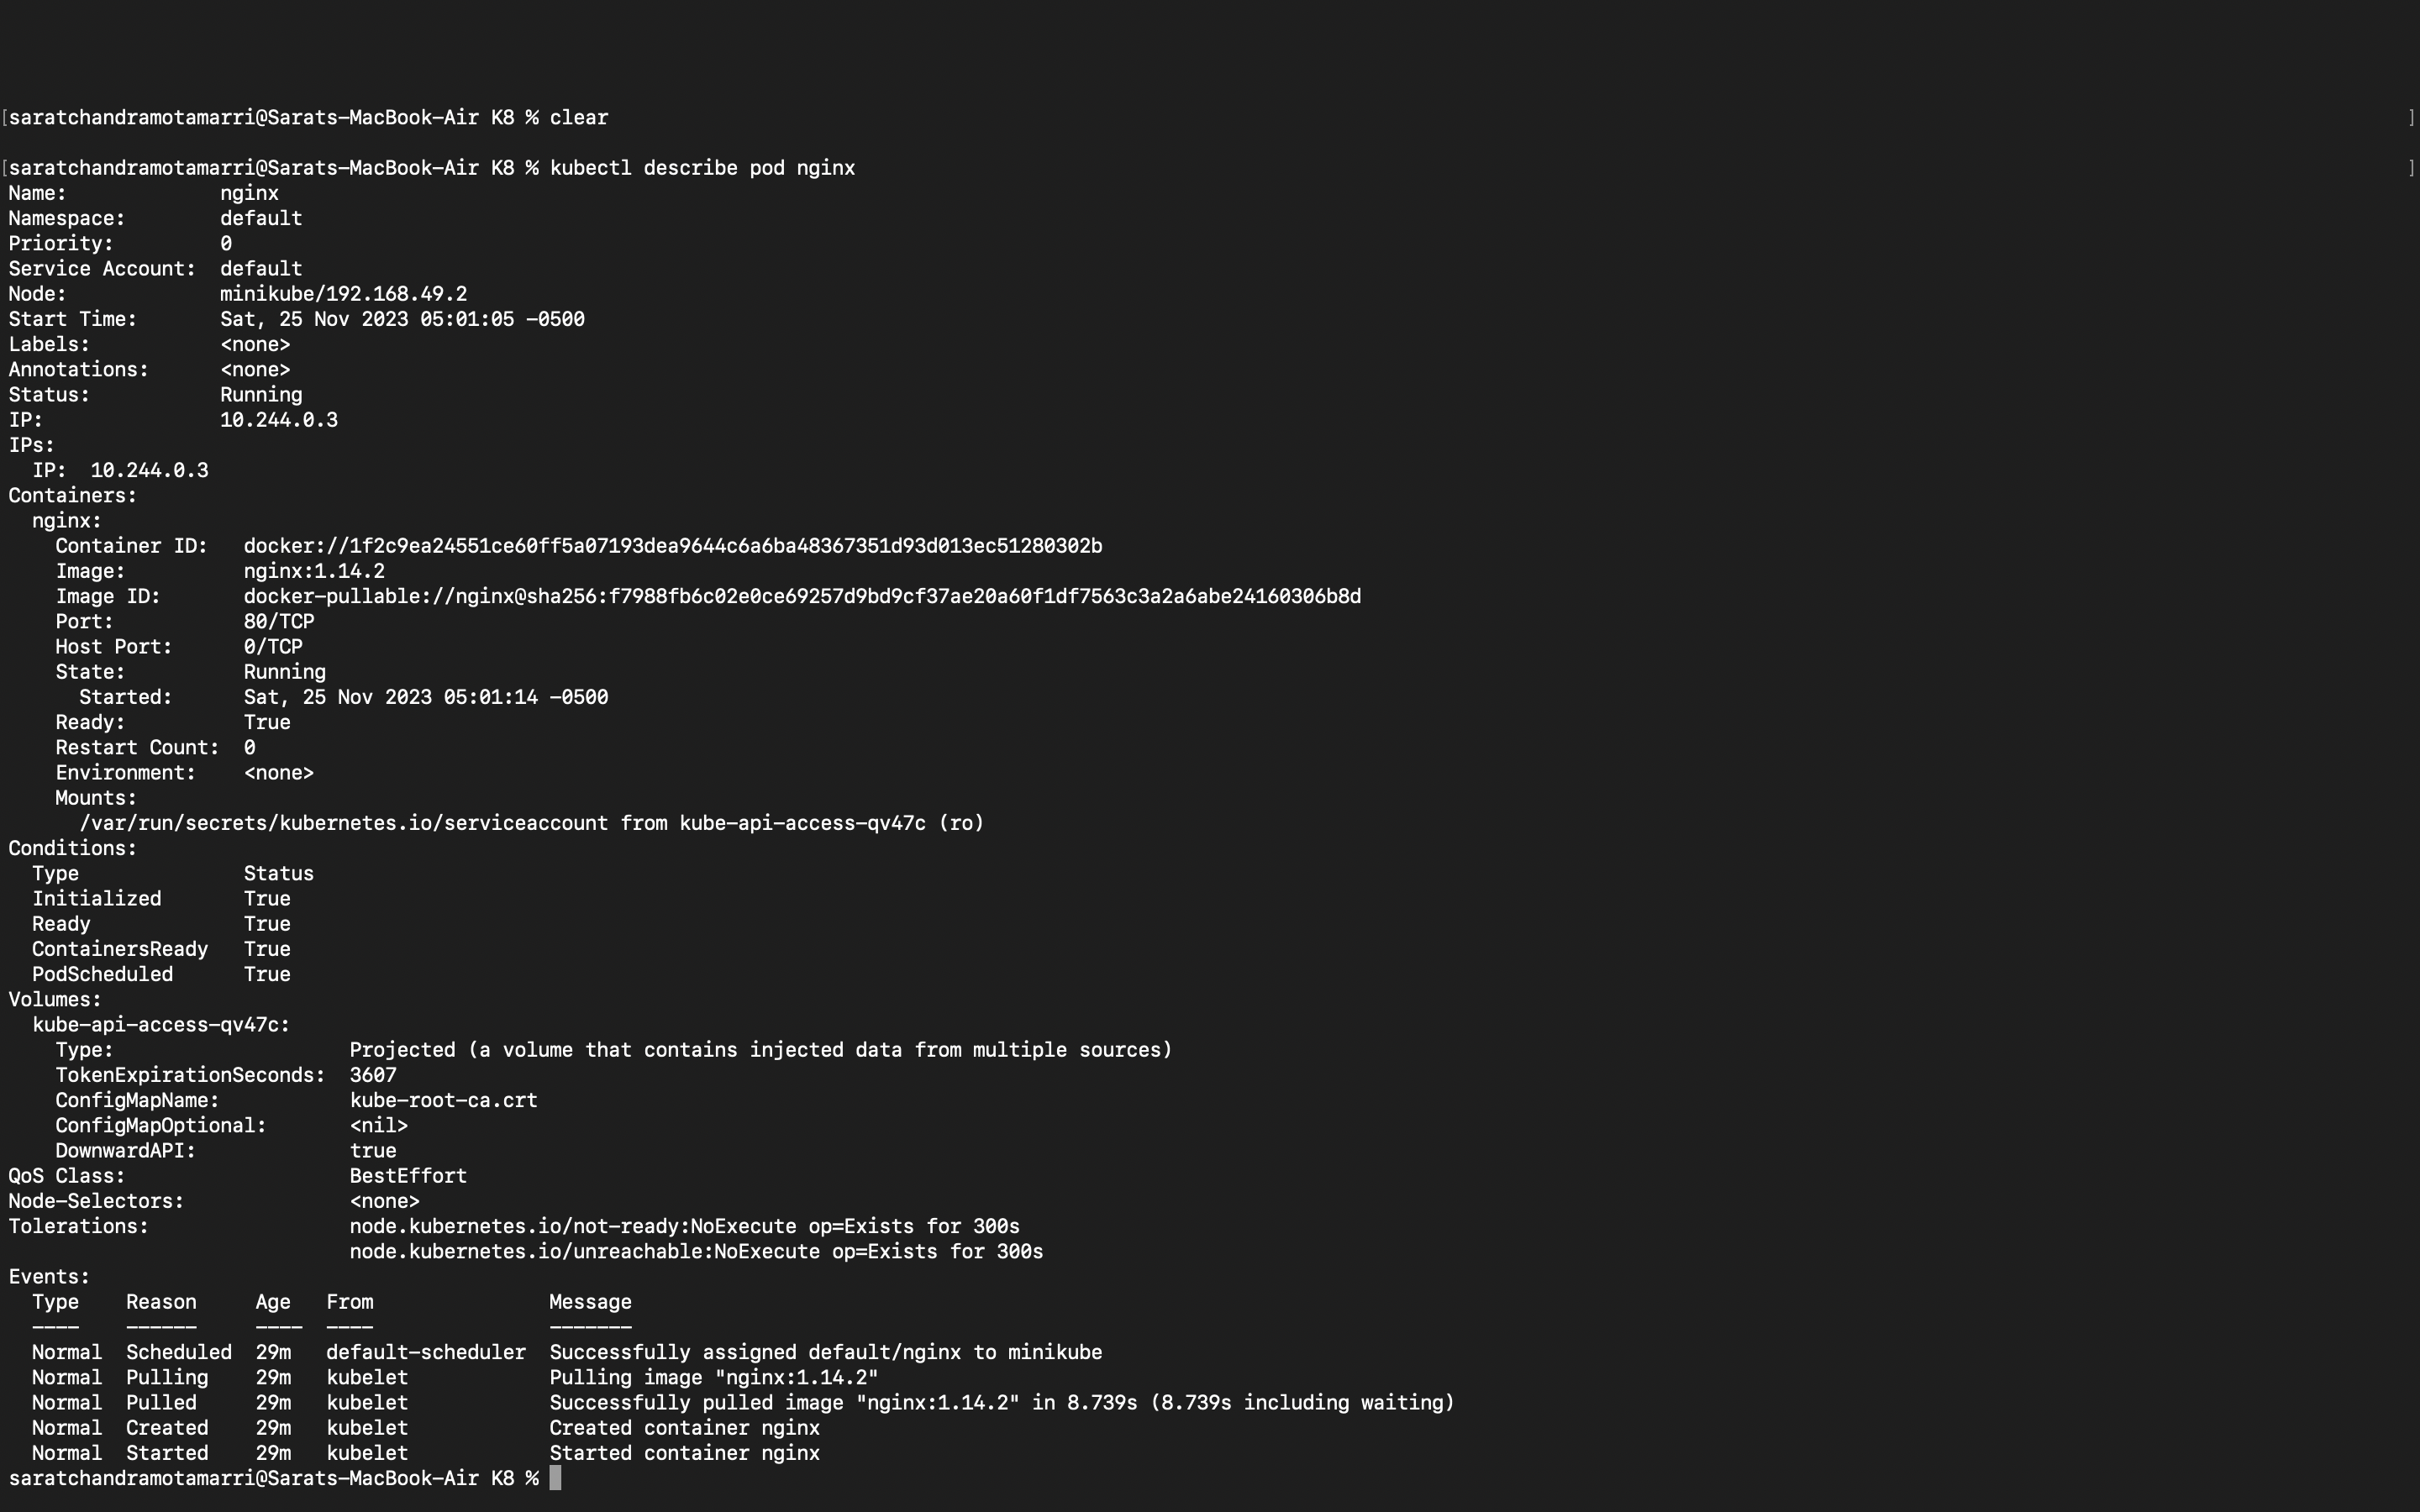 [saratchandramotamarri@Sarats-MacBook-Air K8 % clear ]
[saratchandramotamarri@Sarats-MacBook-Air K8 % kubectl describe pod nginx ]
Name:             nginx
Namespace:        default
Priority:         0
Service Account:  default
Node:             minikube/192.168.49.2
Start Time:       Sat, 25 Nov 2023 05:01:05 -0500
Labels:           <none>
Annotations:      <none>
Status:           Running
IP:               10.244.0.3
IPs:
  IP:  10.244.0.3
Containers:
  nginx:
    Container ID:   docker://1f2c9ea24551ce60ff5a07193dea9644c6a6ba48367351d93d013ec51280302b
    Image:          nginx:1.14.2
    Image ID:       docker-pullable://nginx@sha256:f7988fb6c02e0ce69257d9bd9cf37ae20a60f1df7563c3a2a6abe24160306b8d
    Port:           80/TCP
    Host Port:      0/TCP
    State:          Running
      Started:      Sat, 25 Nov 2023 05:01:14 -0500
    Ready:          True
    Restart Count:  0
    Environment:    <none>
    Mounts:
      /var/run/secrets/kubernetes.io/serviceaccount from kube-api-access-qv47c (ro)
Conditions:
  Type              Status
  Initialized       True
  Ready             True
  ContainersReady   True
  PodScheduled      True
Volumes:
  kube-api-access-qv47c:
    Type:                    Projected (a volume that contains injected data from multiple sources)
    TokenExpirationSeconds:  3607
    ConfigMapName:           kube-root-ca.crt
    ConfigMapOptional:       <nil>
    DownwardAPI:             true
QoS Class:                   BestEffort
Node-Selectors:              <none>
Tolerations:                 node.kubernetes.io/not-ready:NoExecute op=Exists for 300s
                             node.kubernetes.io/unreachable:NoExecute op=Exists for 300s
Events:
  Type    Reason     Age   From               Message
  ----    ------     ----  ----               -------
  Normal  Scheduled  29m   default-scheduler  Successfully assigned default/nginx to minikube
  Normal  Pulling    29m   kubelet            Pulling image "nginx:1.14.2"
  Normal  Pulled     29m   kubelet            Successfully pulled image "nginx:1.14.2" in 8.739s (8.739s including waiting)
  Normal  Created    29m   kubelet            Created container nginx
  Normal  Started    29m   kubelet            Started container nginx
saratchandramotamarri@Sarats-MacBook-Air K8 %